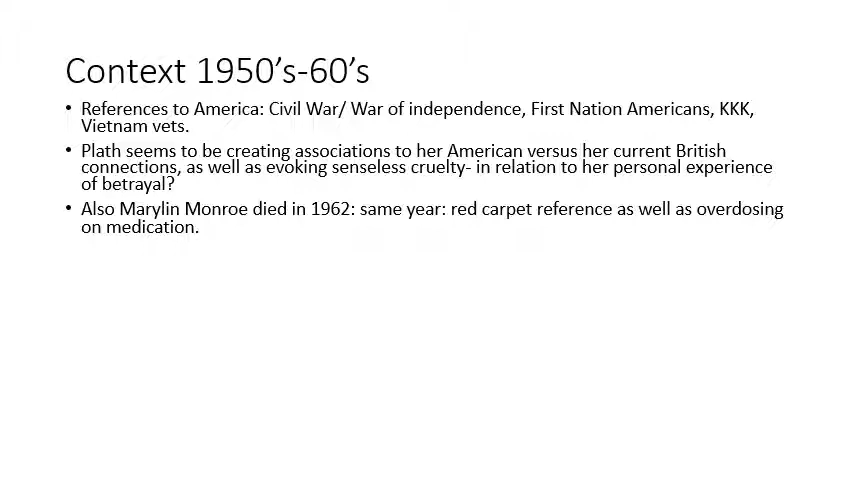 Context 1950’s-60’s
• References to America: Civil War/ War of independence, First Nation Americans, KKK,
Vietnam vets.
• Plath seems to be creating associations to her American versus her current British
connections, as well as evoking senseless cruelty- in relation to her personal experience
of betrayal?
• Also Marylin Monroe died in 1962: same year: red carpet reference as well as overdosing
on medication.